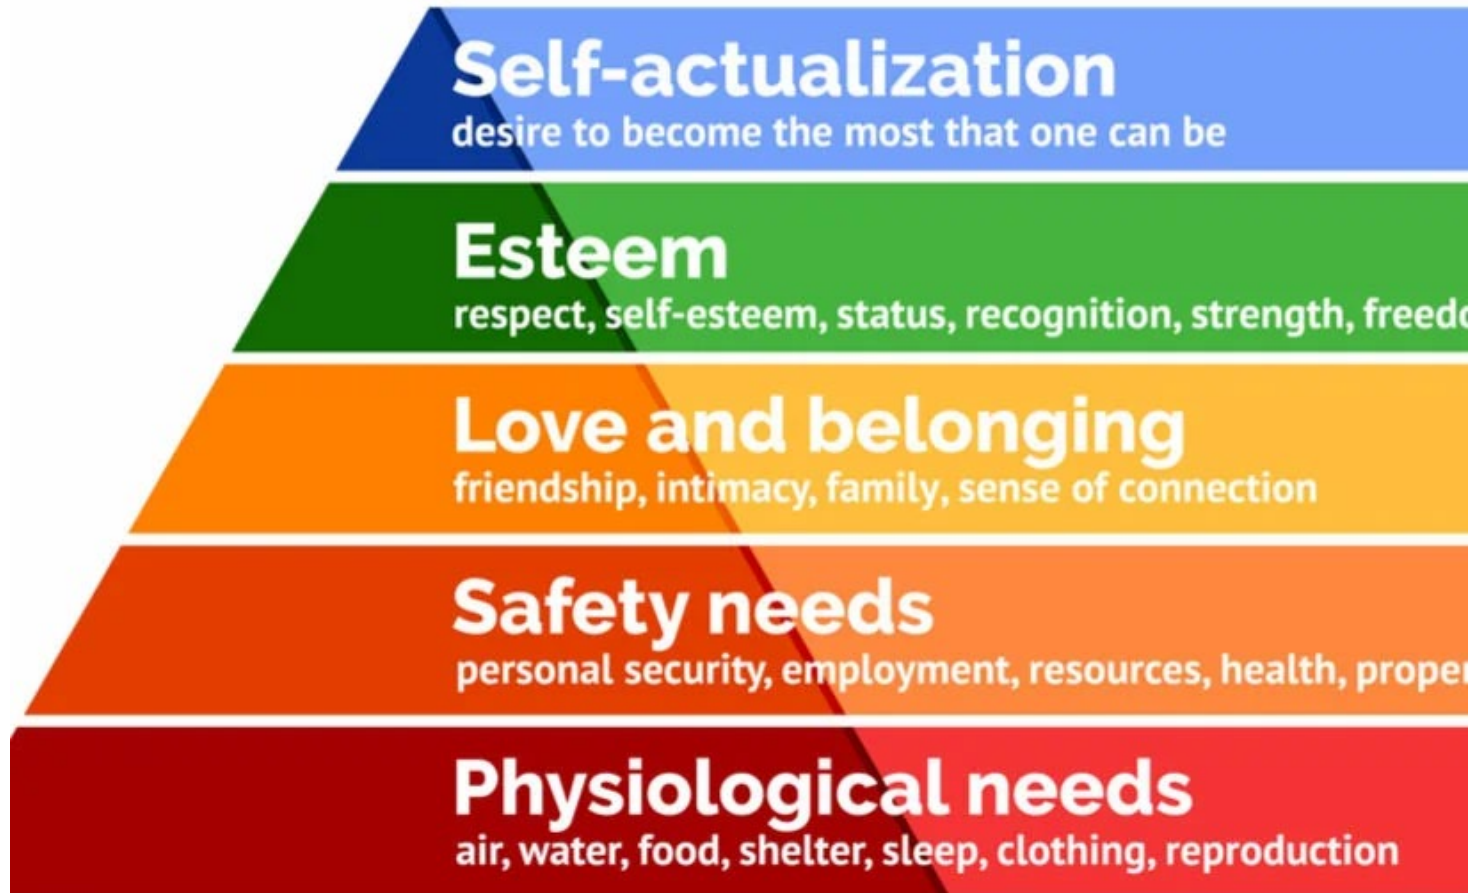 Self-actualization
desire to become the most that one can be
Esteem
respect, self-esteem, status, recognition, strength,
Love and belonging
friendship, intimacy, family, sense of connection
Safety needs
personal security, employment, resources, health,
Physiological needs
air, water, food, shelter, sleep, clothing, reproduction